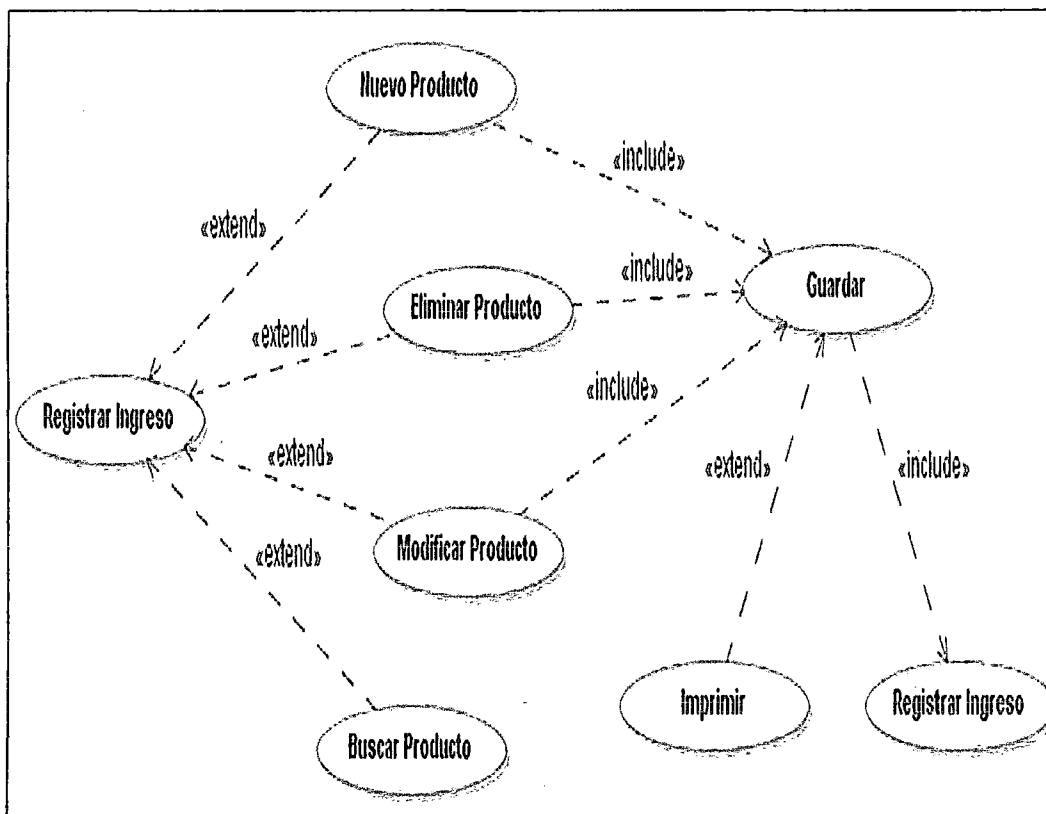 Nuevo Producto
«include»
«extend»
«include»
Guardar
Eliminar Producto
«extend»
«include»
Registrar Ingreso
«extend»
«extend»
«include»
«extend»
Modificar Producto
Imprimir
Registrar Ingreso
Buscar Producto